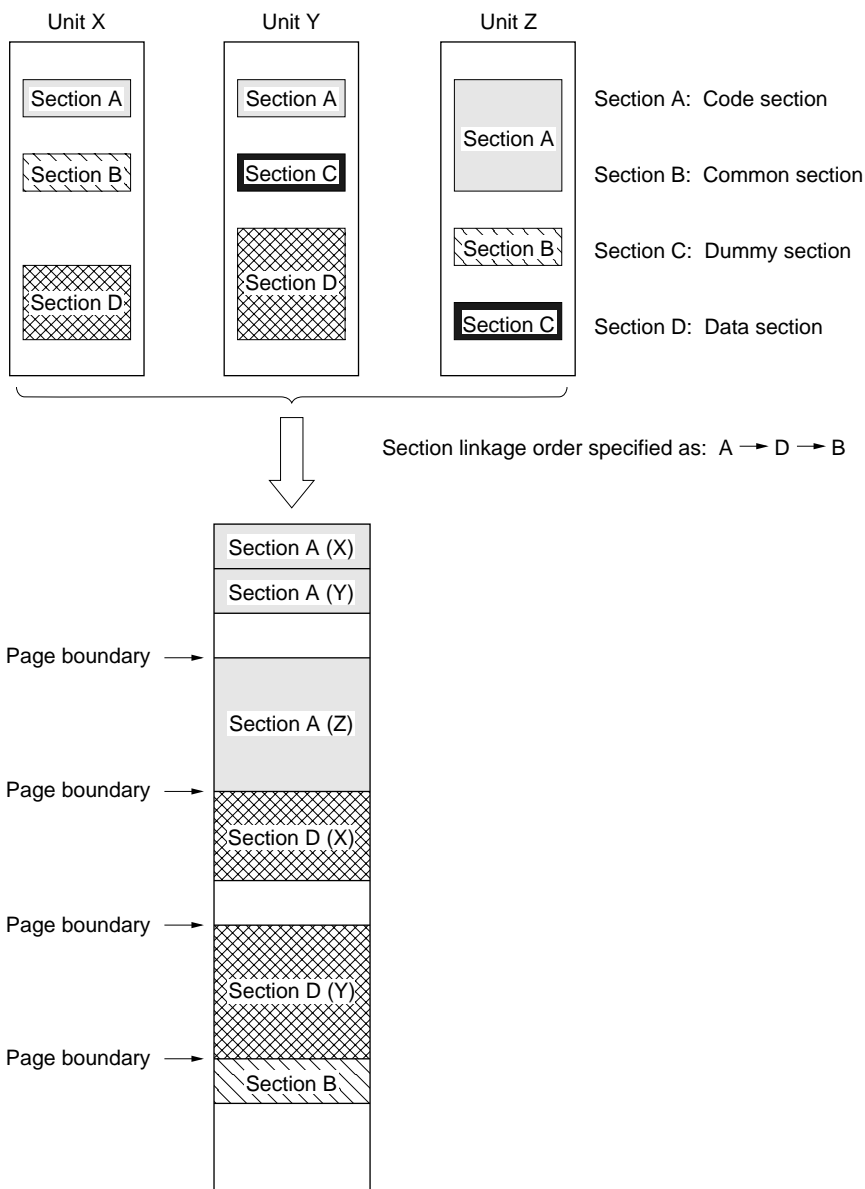 Unit X
Unit Y
Unit Z
Section A
Section B
Section D
Section A
Section C
Section D
Section A
Section B
Section C
Section A: Code section
Section B: Common section
Section C: Dummy section
Section D: Data section
Section linkage order specified as: A → D → B
Section A (X)
Section A (Y)
Page boundary
Section A (Z)
Page boundary
Section D (X)
Page boundary
Section D (Y)
Page boundary
Section B